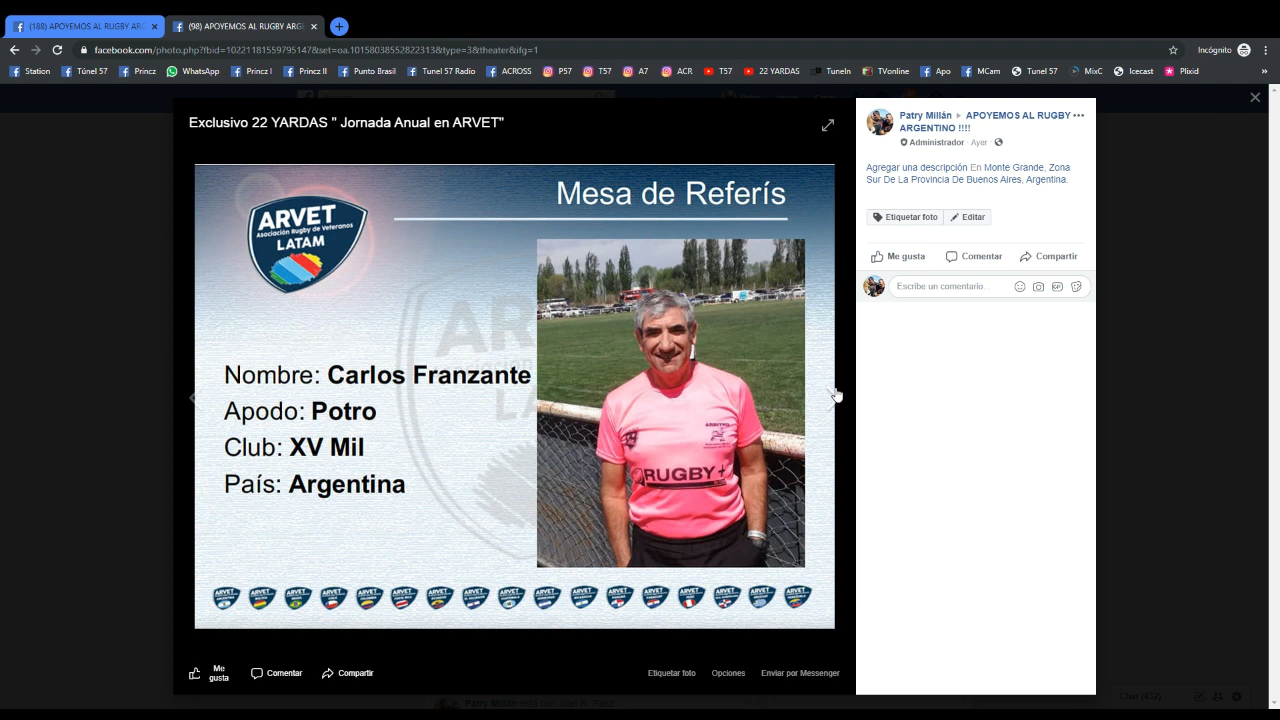 (188) APOYEMOS AL RUGBY ARG
(98) APOYEMOS AL RUGBY ARGE
facebook.com/photo.php?fbid=10221181559795147&set=oa.10158038552822313&type=3&theater&ifg=1
Incógnito
Station
Túnel 57
Princz
WhatsApp
Princz I
Princz II
Punto Brasil
Tunel 57 Radio
ACROSS
P57
T57
A7
ACR
T57
22 YARDAS
TuneIn
TVonline
Apo
MCam
Tunel 57
MixC
Icecast
Plixid
»
Exclusivo 22 YARDAS " Jornada Anual en ARVET"
ARVET
Asociación Rugby de Veteranos
LATAM
Mesa de Referís
Nombre: Carlos Franzante
Apodo: Potro
Club: XV Mil
País: Argentina
RUGBY+
Me gusta
Comentar
Compartir
Etiquetar foto
Opciones
Enviar por Messenger
Patry Millán ▸ APOYEMOS AL RUGBY
ARGENTINO !!!!
Administrador · Ayer ·
Agregar una descripción En Monte Grande, Zona
Sur De La Provincia De Buenos Aires, Argentina.
Etiquetar foto
Editar
Me gusta
Comentar
Compartir
Escribe un comentario...
GIF
Chat (432)